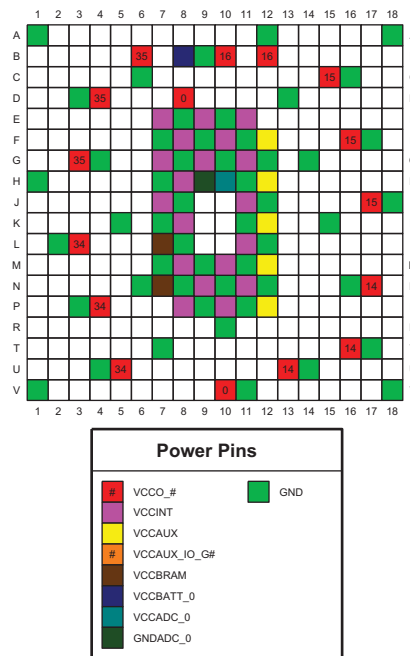 1 2 3 4 5 6 7 8 9 10 11 12 13 14 15 16 17 18
A
B 35 16 16
C 15
D 35 0
E
F 15
G 35
H
J 15
K
L 34
M
N 14
P 34
R
T 14
U 34 14
V 0
1 2 3 4 5 6 7 8 9 10 11 12 13 14 15 16 17 18
Power Pins
# VCCO_#
GND
VCCINT
VCCAUX
# VCCAUX_IO_G#
VCCBRAM
VCCBATT_0
VCCADC_0
GNDADC_0